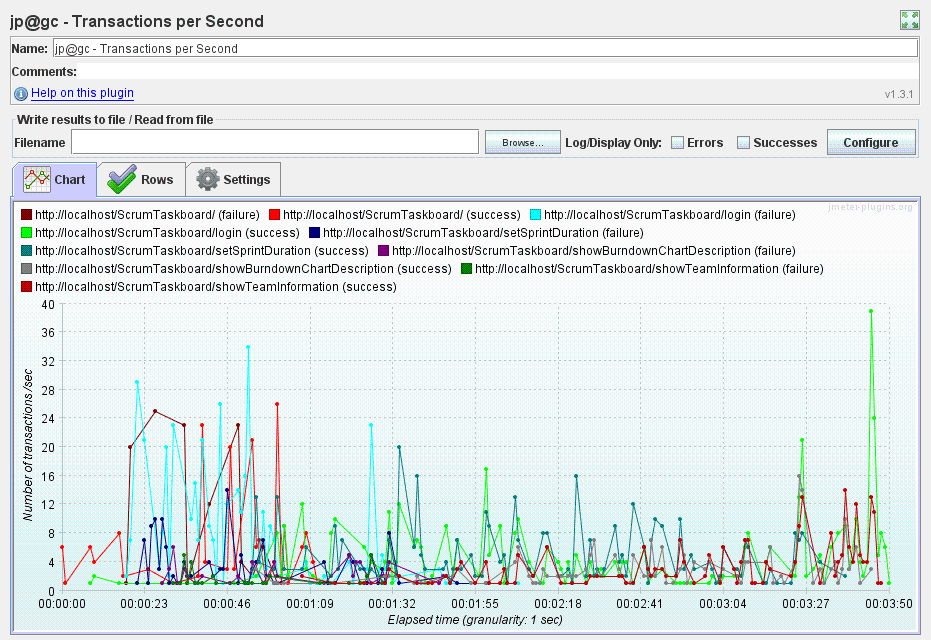 jp@gc - Transactions per Second
Name: jp@gc - Transactions per Second
Comments:
Help on this plugin
v1.3.1
Write results to file / Read from file
Filename Browse... Log/Display Only: Errors Successes Configure
Chart Rows Settings
jmeter-plugins.org
http://localhost/ScrumTaskboard/ (failure) http://localhost/ScrumTaskboard/ (success) http://localhost/ScrumTaskboard/login (failure)
http://localhost/ScrumTaskboard/login (success) http://localhost/ScrumTaskboard/setSprintDuration (failure)
http://localhost/ScrumTaskboard/setSprintDuration (success) http://localhost/ScrumTaskboard/showBurndownChartDescription (failure)
http://localhost/ScrumTaskboard/showBurndownChartDescription (success) http://localhost/ScrumTaskboard/showTeamInformation (failure)
http://localhost/ScrumTaskboard/showTeamInformation (success)
40
36
32
28
24
20
16
12
8
4
0
Number of transactions /sec
00:00:00 00:00:23 00:00:46 00:01:09 00:01:32 00:01:55 00:02:18 00:02:41 00:03:04 00:03:27 00:03:50
Elapsed time (granularity: 1 sec)